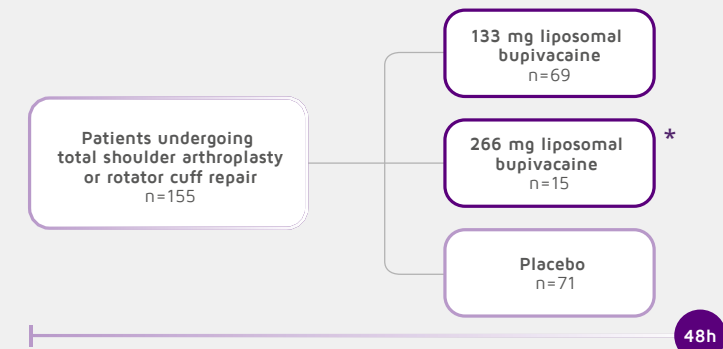 Patients undergoing
total shoulder arthroplasty
or rotator cuff repair
n=155
133 mg liposomal
bupivacaine
n=69
266 mg liposomal
bupivacaine
n=15
*
Placebo
n=71
48h